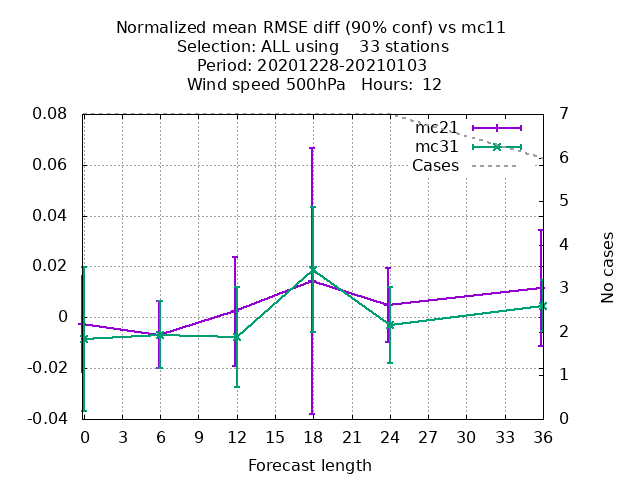 Normalized mean RMSE diff (90% conf) vs mc11
Selection: ALL using    33 stations
Period: 20201228-20210103
Wind speed 500hPa   Hours:  12
0.08
0.06
0.04
0.02
0
-0.02
-0.04
7
6
5
4
3
2
1
0
mc21
mc31
Cases
No cases
0 3 6 9 12 15 18 21 24 27 30 33 36
Forecast length